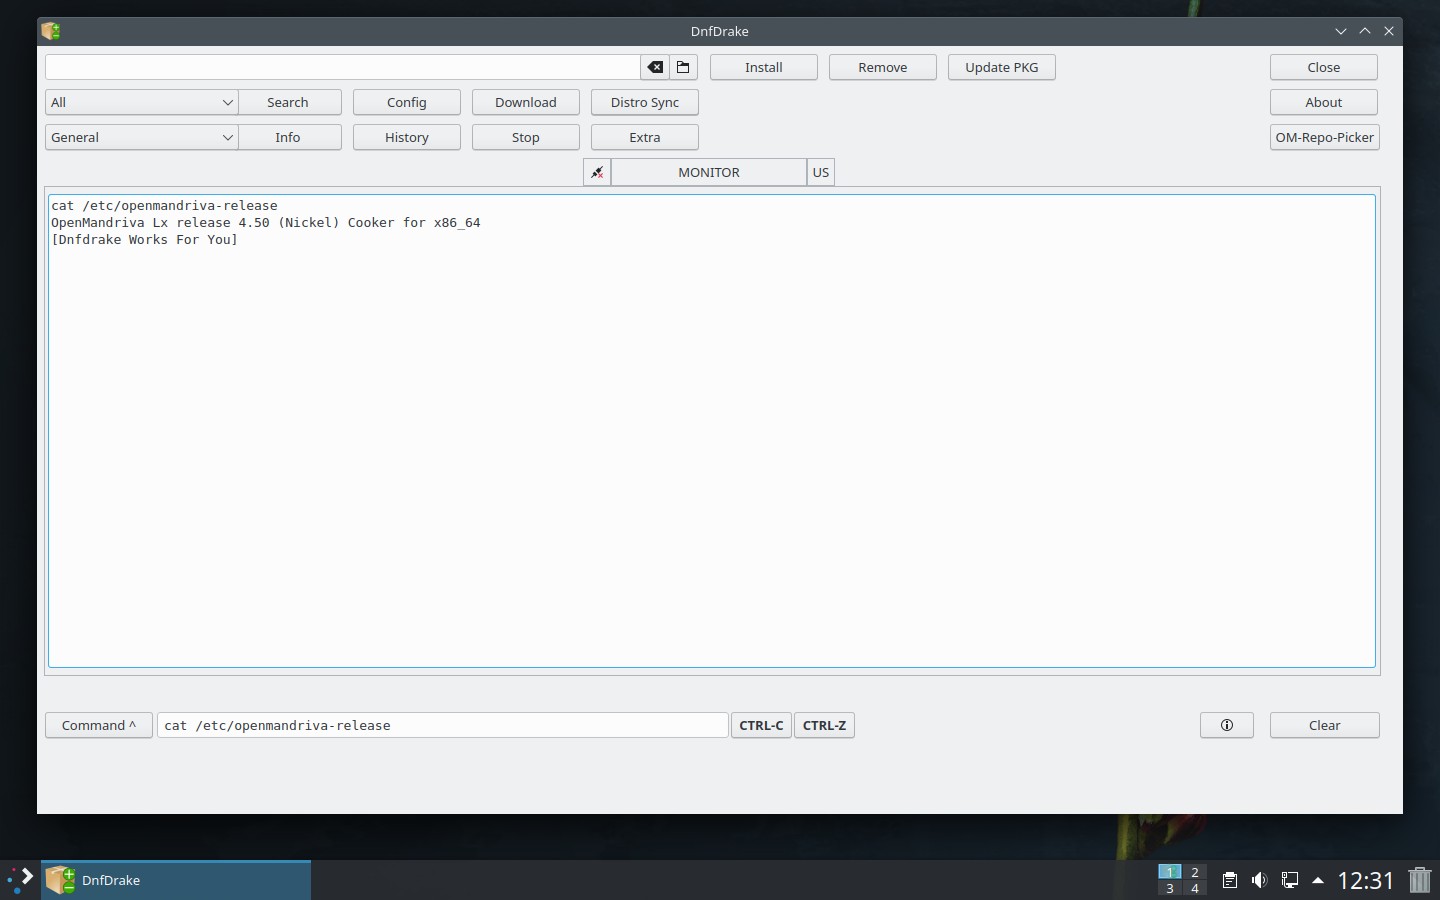 DnfDrake
Install
Remove
Update PKG
Close
All
Search
Config
Download
Distro Sync
About
General
Info
History
Stop
Extra
OM-Repo-Picker
MONITOR
US
cat /etc/openmandriva-release
OpenMandriva Lx release 4.50 (Nickel) Cooker for x86_64
[Dnfdrake Works For You]
Command ^
cat /etc/openmandriva-release
CTRL-C
CTRL-Z
Clear
DnfDrake
1 2
3 4
12:31